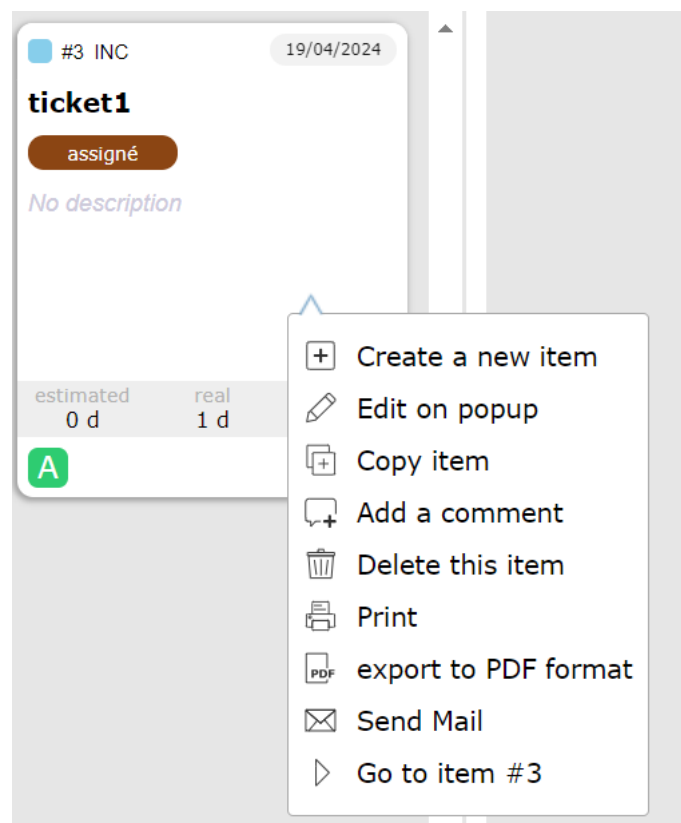 #3 INC 19/04/2024
ticket1
assigné
No description
estimated real
0 d 1 d
A
Create a new item
Edit on popup
Copy item
Add a comment
Delete this item
Print
PDF export to PDF format
Send Mail
Go to item #3